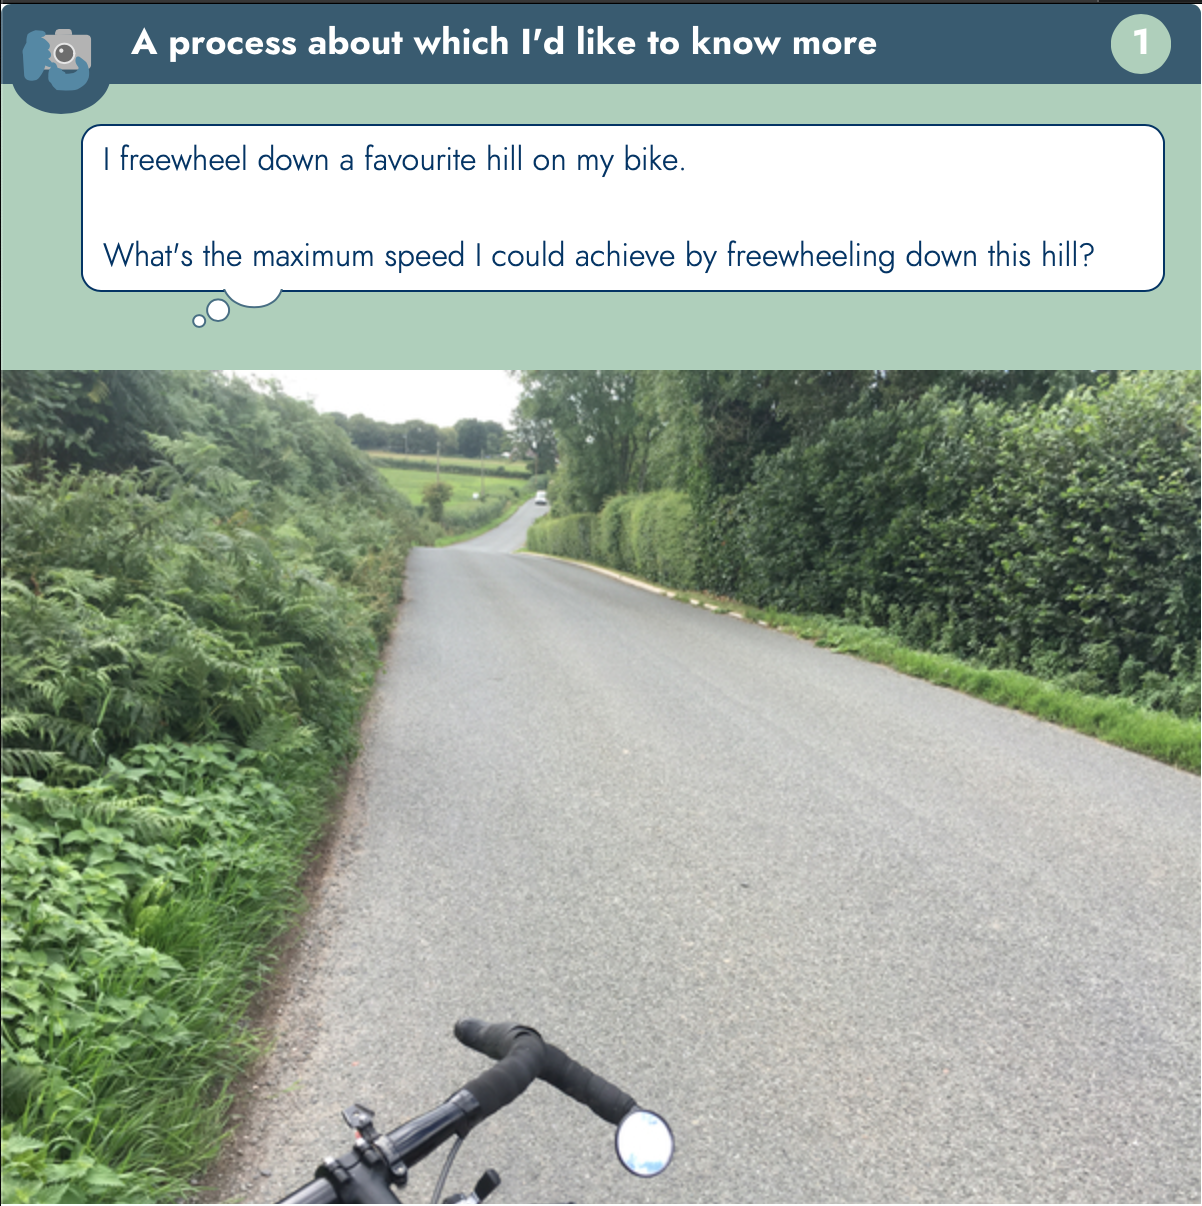 A process about which I'd like to know more
1
I freewheel down a favourite hill on my bike.
What's the maximum speed I could achieve by freewheeling down this hill?